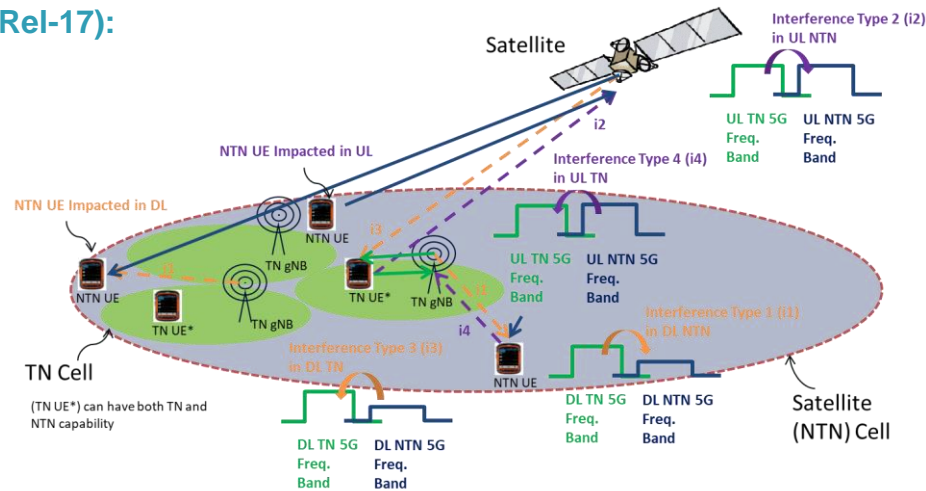 Rel-17):
Satellite
Interference Type 2 (i2)
in UL NTN
UL TN 5G
Freq.
Band
UL NTN 5G
Freq.
Band
i2
NTN UE Impacted in UL
Interference Type 4 (i4)
in UL TN
NTN UE Impacted in DL
NTN UE
TN gNB
i3
UL TN 5G
Freq.
Band
UL NTN 5G
Freq.
Band
NTN UE
TN UE*
TN gNB
TN UE*
TN gNB
i4
Interference Type 1 (i1)
in DL NTN
Interference Type 3 (i3)
in DL TN
NTN UE
TN Cell
(TN UE*) can have both TN and
NTN capability
DL TN 5G
Freq.
Band
DL NTN 5G
Freq.
Band
DL TN 5G
Freq.
Band
DL NTN 5G
Freq.
Band
Satellite
(NTN) Cell